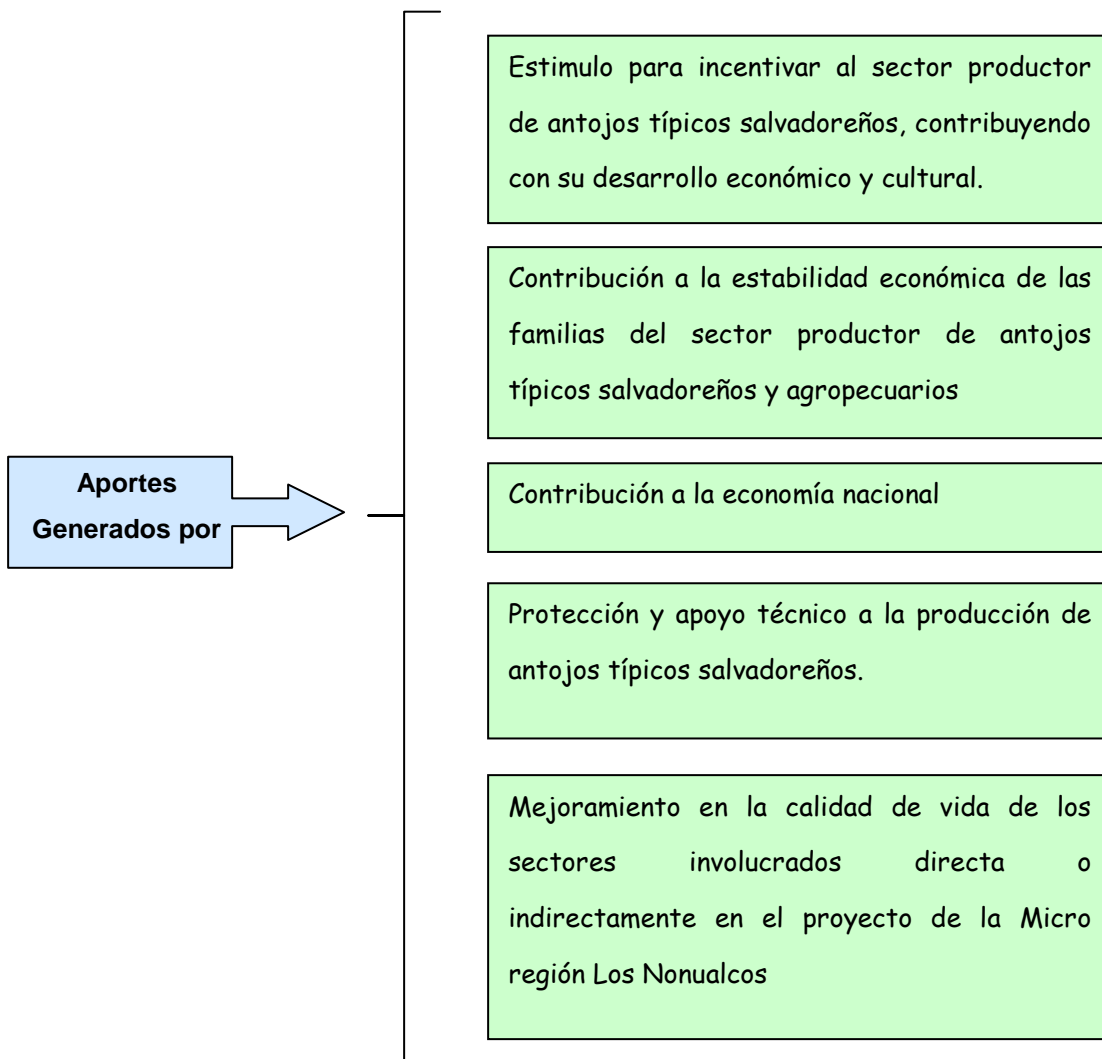 Estimulo para incentivar al sector productor
de antojos típicos salvadoreños, contribuyendo
con su desarrollo económico y cultural.
Contribución a la estabilidad económica de las
familias del sector productor de antojos
típicos salvadoreños y agropecuarios
Aportes
Generados por
Contribución a la economía nacional
Protección y apoyo técnico a la producción de
antojos típicos salvadoreños.
Mejoramiento en la calidad de vida de los
sectores involucrados directa o
indirectamente en el proyecto de la Micro
región Los Nonualcos